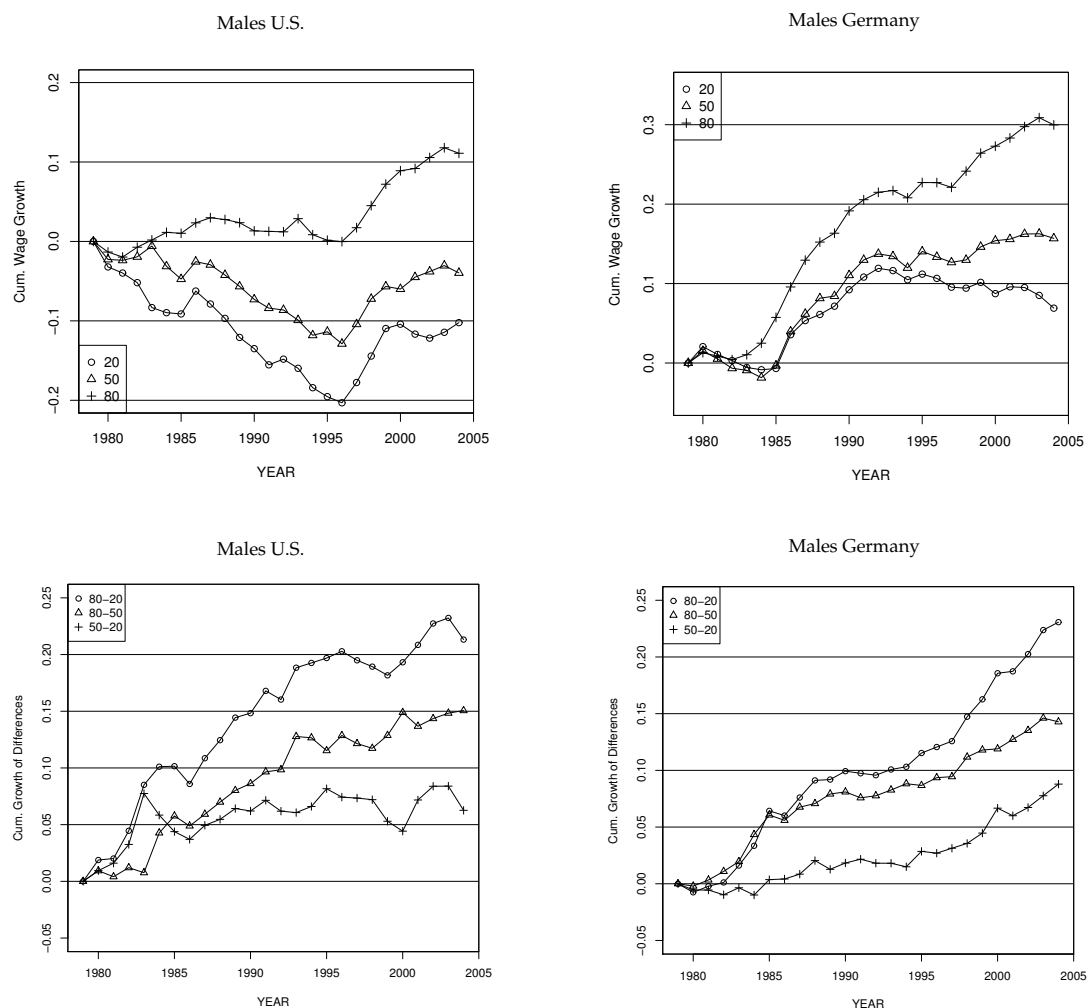 Males U.S.
Cum. Wage Growth
0.2
0.1
0.0
−0.1
−0.2
20
50
80
1980 1985 1990 1995 2000 2005
YEAR
Males Germany
Cum. Wage Growth
0.3
0.2
0.1
0.0
20
50
80
1980 1985 1990 1995 2000 2005
YEAR
Males U.S.
Cum. Growth of Differences
0.25
0.20
0.15
0.10
0.05
0.00
−0.05
80−20
80−50
50−20
1980 1985 1990 1995 2000 2005
YEAR
Males Germany
Cum. Growth of Differences
0.25
0.20
0.15
0.10
0.05
0.00
−0.05
80−20
80−50
50−20
1980 1985 1990 1995 2000 2005
YEAR